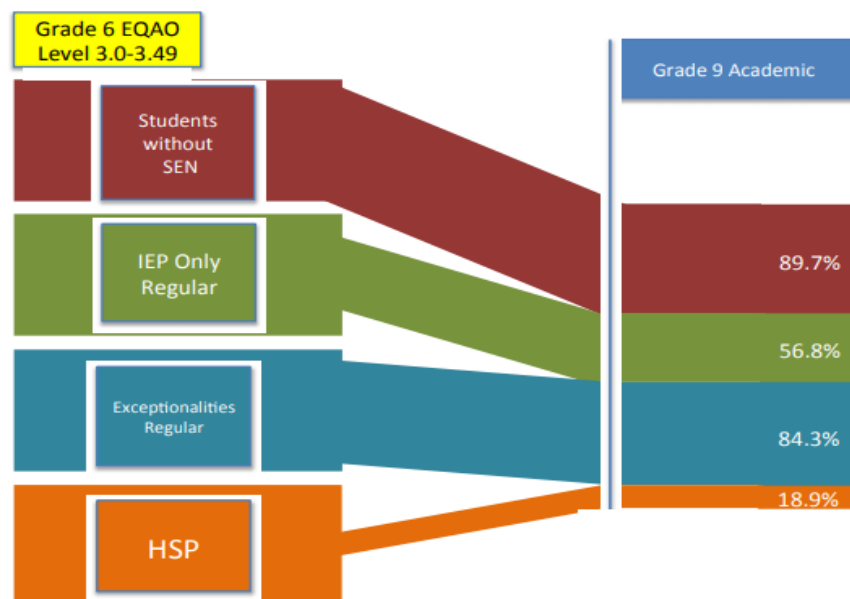 Grade 6 EQAO
Level 3.0-3.49
Grade 9 Academic
Students
without
SEN
89.7%
IEP Only
Regular
56.8%
Exceptionalities
Regular
84.3%
HSP
18.9%